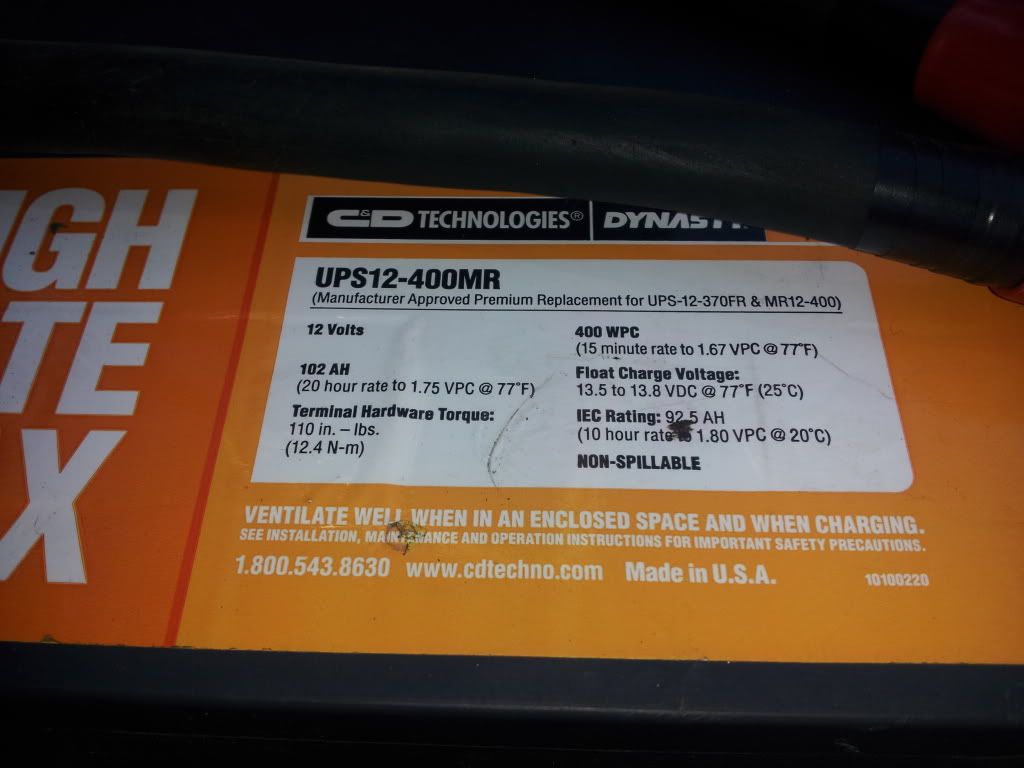 IGH
TE
X
C&D TECHNOLOGIES® DYNASTY
UPS12-400MR
(Manufacturer Approved Premium Replacement for UPS-12-370FR & MR12-400)
12 Volts
102 AH
(20 hour rate to 1.75 VPC @ 77°F)
Terminal Hardware Torque:
110 in. – lbs.
(12.4 N-m)
400 WPC
(15 minute rate to 1.67 VPC @ 77°F)
Float Charge Voltage:
13.5 to 13.8 VDC @ 77°F (25°C)
IEC Rating: 92.5 AH
(10 hour rate to 1.80 VPC @ 20°C)
NON-SPILLABLE
VENTILATE WELL WHEN IN AN ENCLOSED SPACE AND WHEN CHARGING.
SEE INSTALLATION, MAINTENANCE AND OPERATION INSTRUCTIONS FOR IMPORTANT SAFETY PRECAUTIONS.
1.800.543.8630 www.cdtechno.com Made in U.S.A.
10100220